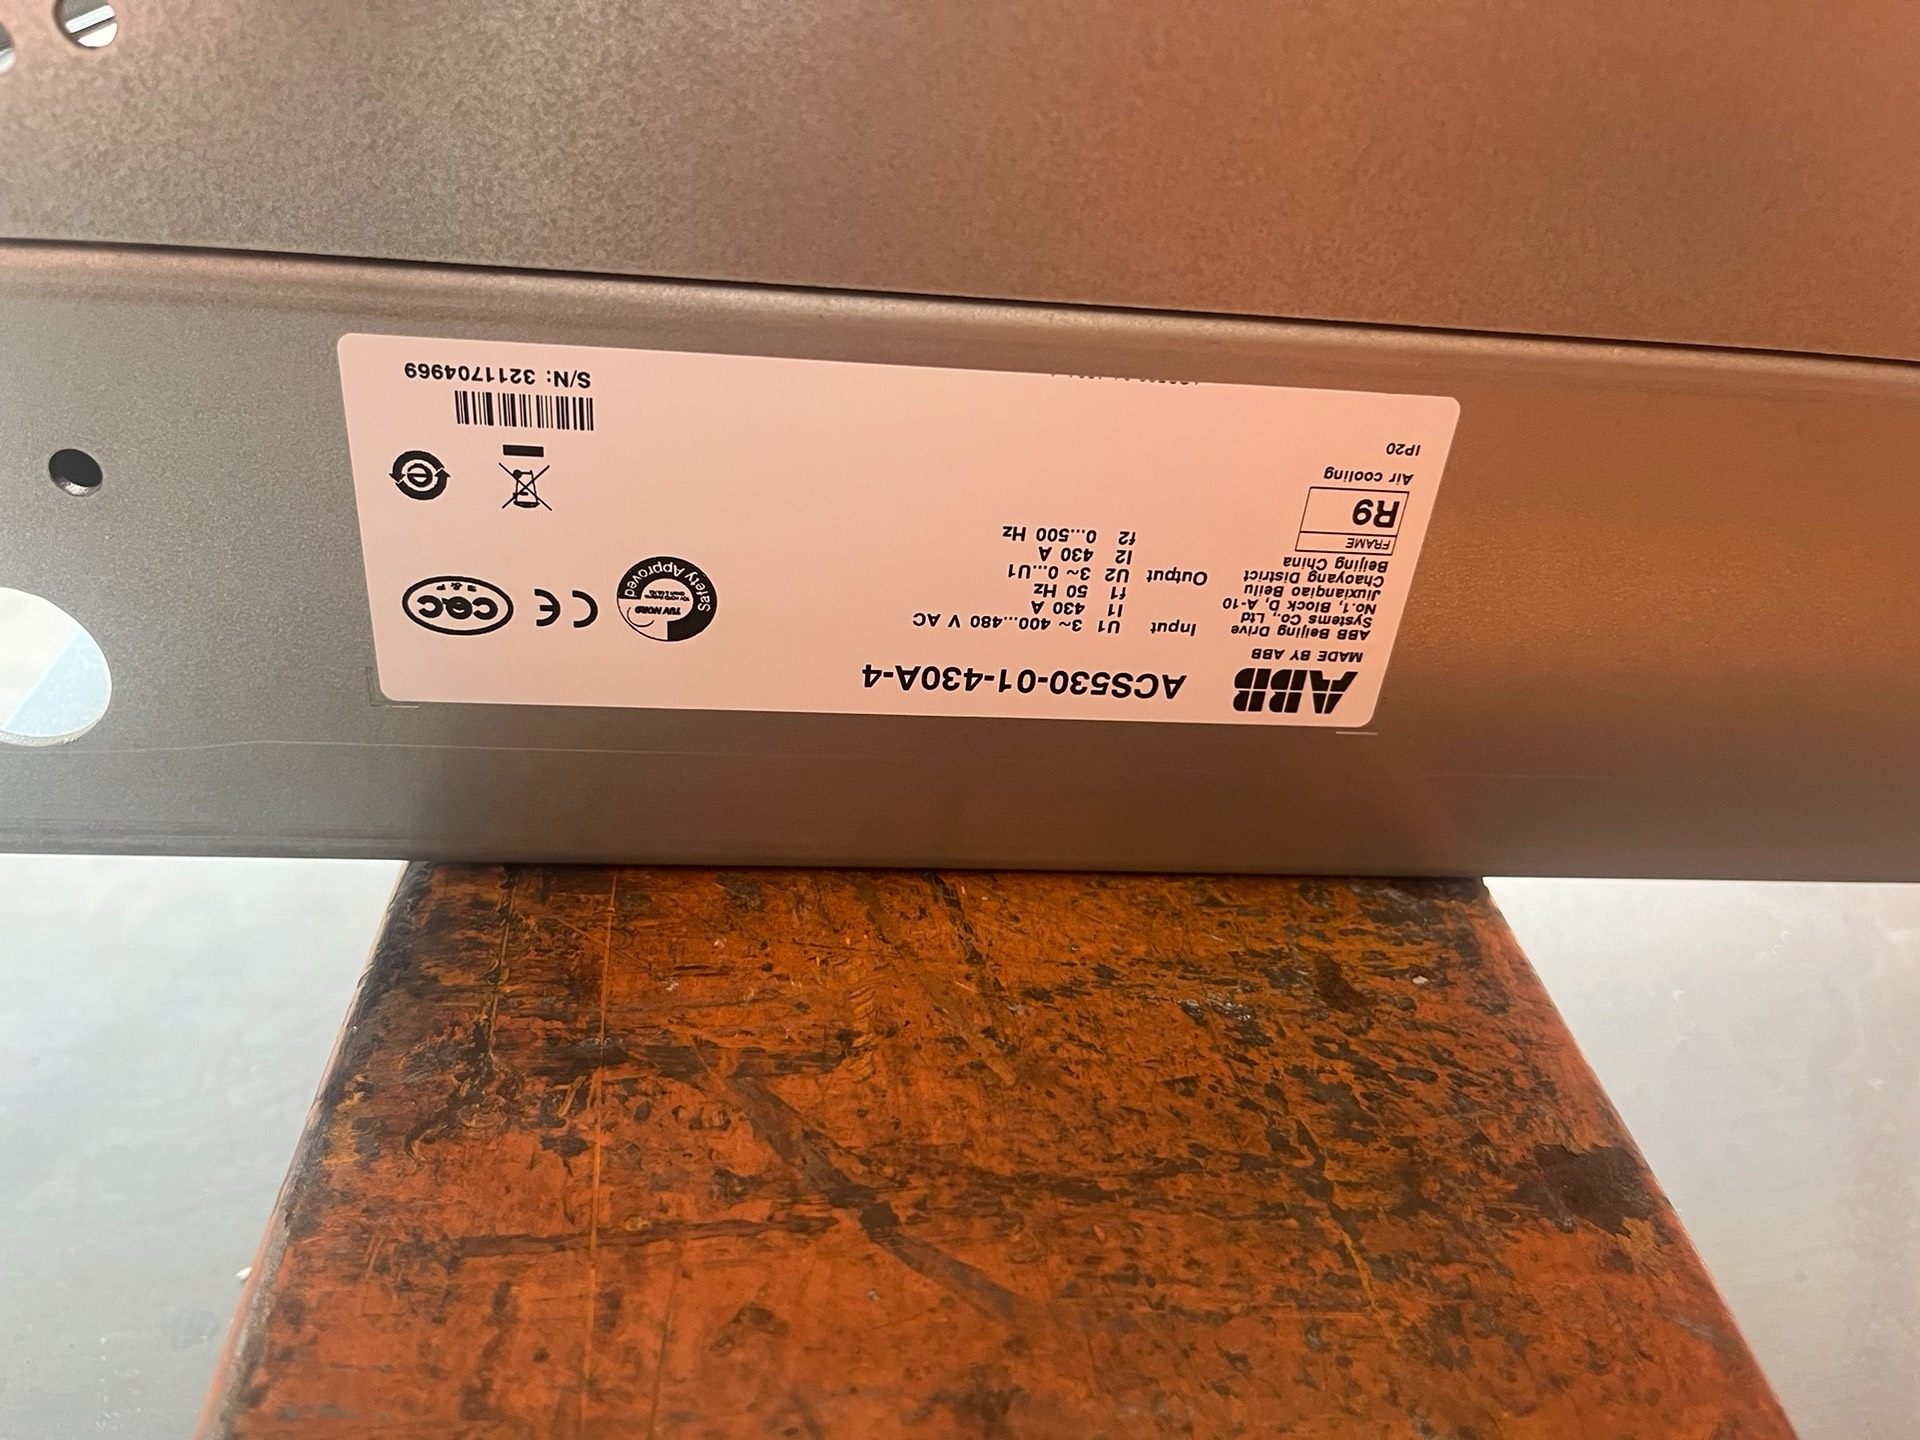 ABB
MADE BY ABB
ABB Beijing Drive
Systems Co., Ltd
No.1, Block D, A-10
Jiuxianqiao Beilu
Chaoyang District
Beijing China
FRAME
R9
Air cooling
IP20
ACS530-01-430A-4
Input U1 3~ 400...480 V AC
I1 430 A
f1 50 Hz
Output U2 3~ 0...U1
I2 430 A
f2 0...500 Hz
Safety Approved
TUV NORD
CE
CQC
S & E
e
S/N: 3211704969